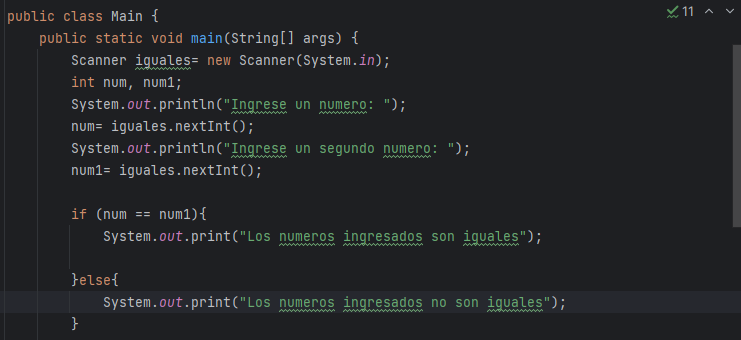 11
public class Main {
public static void main(String[] args) {
Scanner iguales= new Scanner(System.in);
int num, num1;
System.out.println("Ingrese un numero: ");
num= iguales.nextInt();
System.out.println("Ingrese un segundo numero: ");
num1= iguales.nextInt();
if (num == num1){
System.out.print("Los numeros ingresados son iguales");
}else{
System.out.print("Los numeros ingresados no son iguales");
}